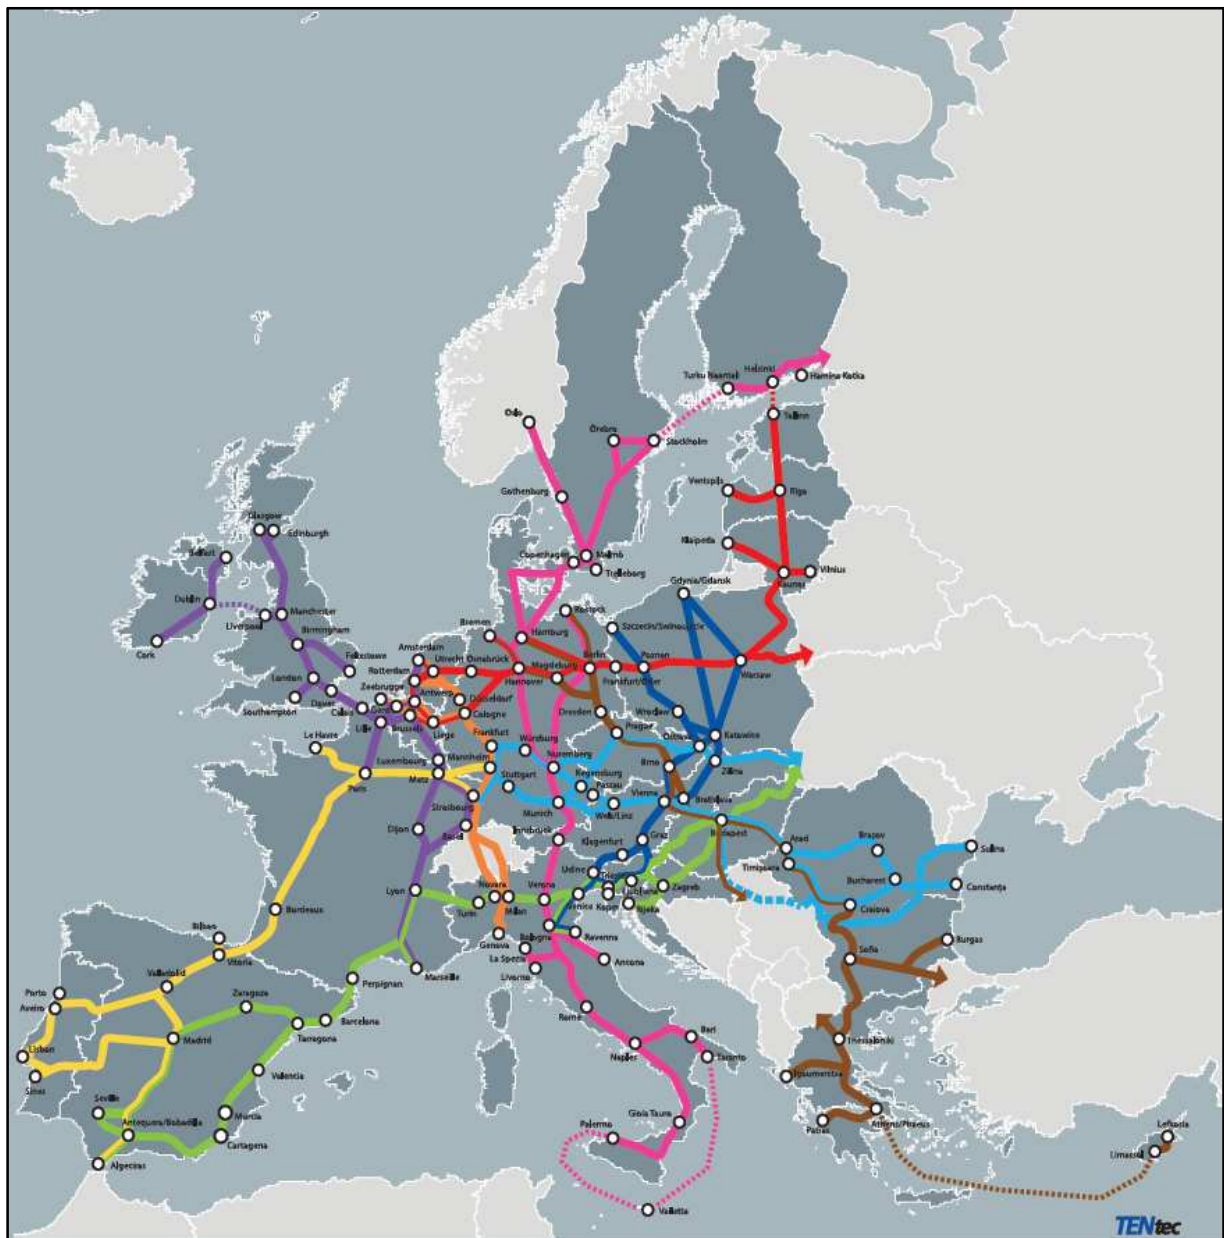 Helsinki
Turku Naantali
Hamina Kotka
Oslo
Tallinn
Örebro
Stockholm
Ventspils
Riga
Gothenburg
Glasgow
Edinburgh
Klaipeda
Belfast
Copenhagen
Malmö
Trelleborg
Vilnius
Kaunas
Gdynia/Gdansk
Dublin
Manchester
Liverpool
Rostock
Szczecin/Swinoujscie
Bremen
Hamburg
Birmingham
Cork
Amsterdam
Felixstowe
Utrecht
Osnabrück
Magdeburg
Berlin
Poznen
Rotterdam
Hannover
Frankfurt/Oder
Warsaw
London
Zeebrugge
Dover
Antwerp
Düsseldorf
Southampton
Calais
Gent
Cologne
Dresden
Wrocław
Lille
Brussels
Liege
Prague
Katowice
Le Havre
Frankfurt
Würzburg
Ostrava
Luxembourg
Mannheim
Nuremberg
Brno
Žilina
Paris
Metz
Stuttgart
Regensburg
Passau
Strasbourg
Munich
Wels/Linz
Vienna
Bratislava
Dijon
Basel
Innsbruck
Graz
Budapest
Klagenfurt
Arad
Brasov
Sulina
Udine
Timișoara
Trieste
Lyon
Novara
Verona
Ljubljana
Zagreb
Bucharest
Constanța
Turin
Milan
Venice
Koper
Rijeka
Craiova
Bordeaux
Bilbao
Genova
Bologna
Ravenna
Sofia
Burgas
Vitoria
La Spezia
Ancona
Marseille
Livorno
Valladolid
Perpignan
Porto
Zaragoza
Aveiro
Rome
Barcelona
Madrid
Tarragona
Bari
Thessaloniki
Lisbon
Naples
Taranto
Valencia
Sines
Igoumenitsa
Seville
Murcia
Gioia Tauro
Antequera/Bobadilla
Palermo
Patras
Athens/Piraeus
Lefkosia
Cartagena
Limassol
Algeciras
Valletta
TENtec